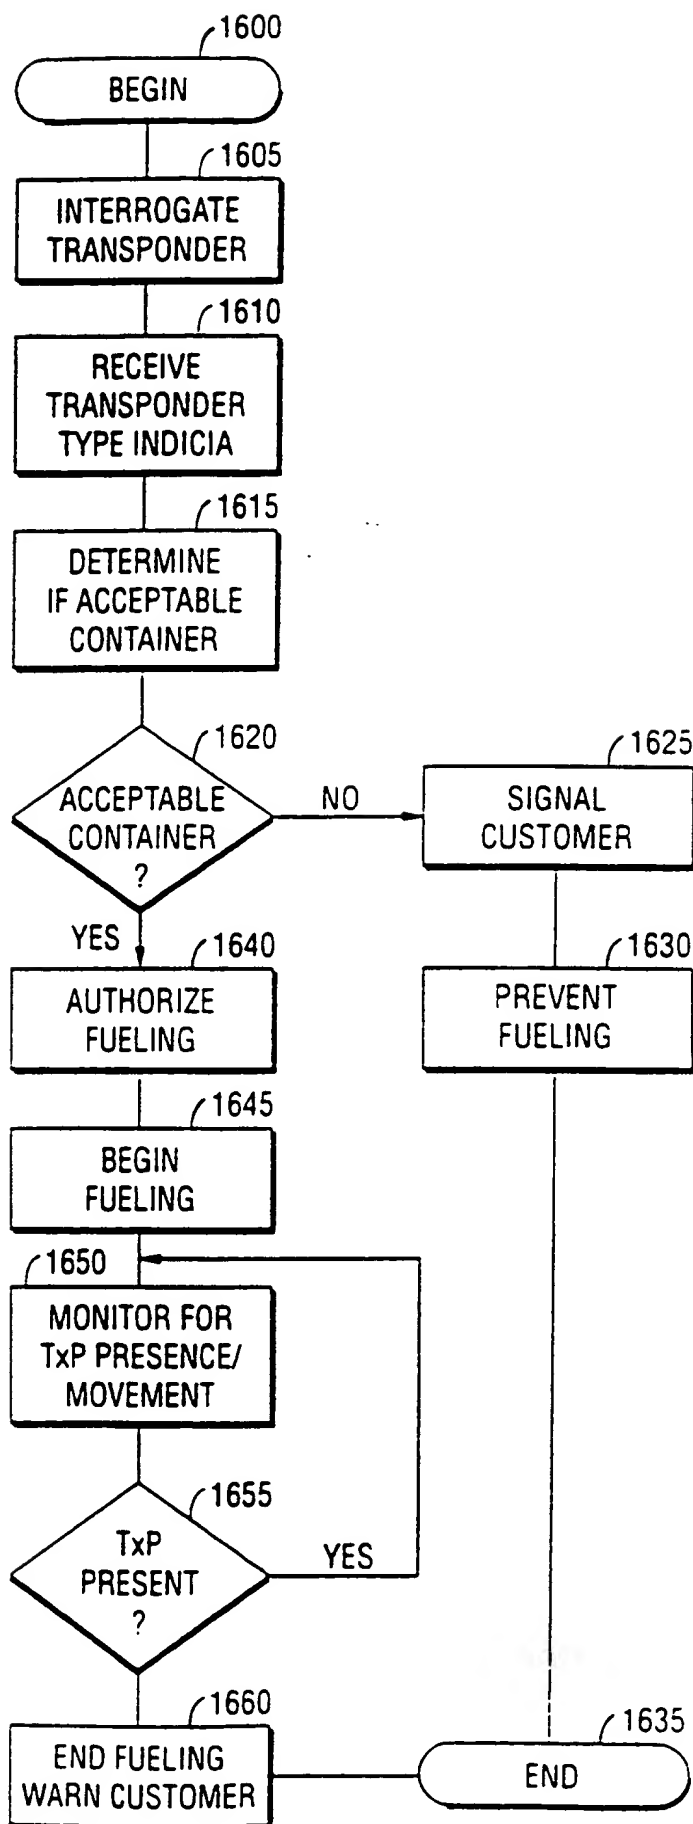 1600
BEGIN
1605
INTERROGATE
TRANSPONDER
1610
RECEIVE
TRANSPONDER
TYPE INDICIA
1615
DETERMINE
IF ACCEPTABLE
CONTAINER
1620
ACCEPTABLE
CONTAINER
?
NO
1625
SIGNAL
CUSTOMER
YES
1640
AUTHORIZE
FUELING
1630
PREVENT
FUELING
1645
BEGIN
FUELING
1650
MONITOR FOR
TxP PRESENCE/
MOVEMENT
1655
TxP
PRESENT
?
YES
1660
END FUELING
WARN CUSTOMER
1635
END